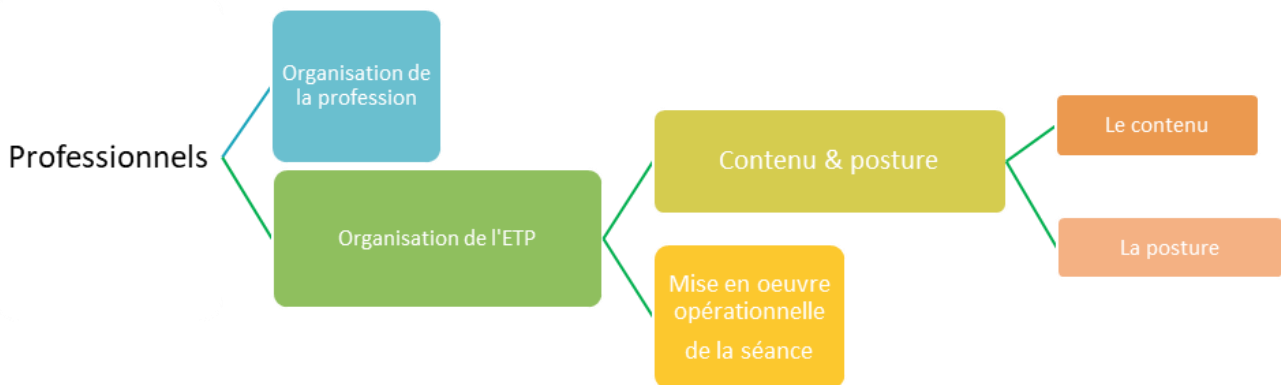 Professionnels
Organisation de
la profession
Organisation de l'ETP
Contenu & posture
Mise en oeuvre
opérationnelle
de la séance
Le contenu
La posture